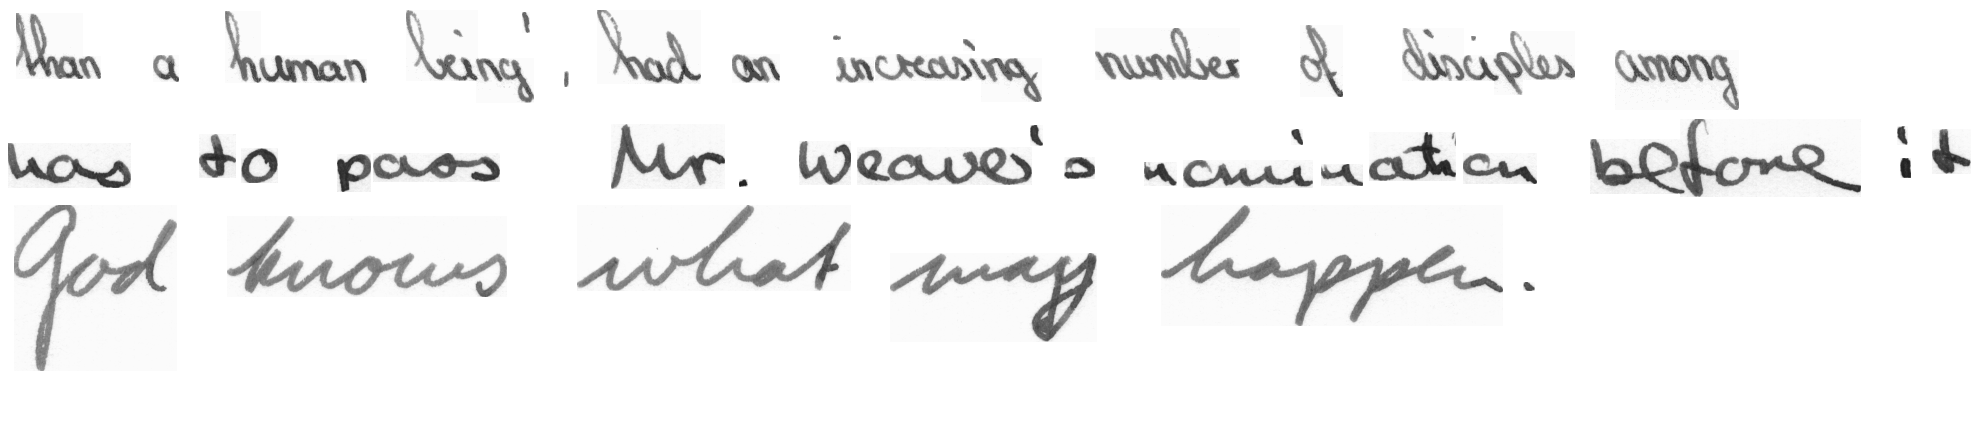 than a human being', had an increasing number of disciples among
has to pass Mr. Weaver's nomination before it
God knows what may happen.